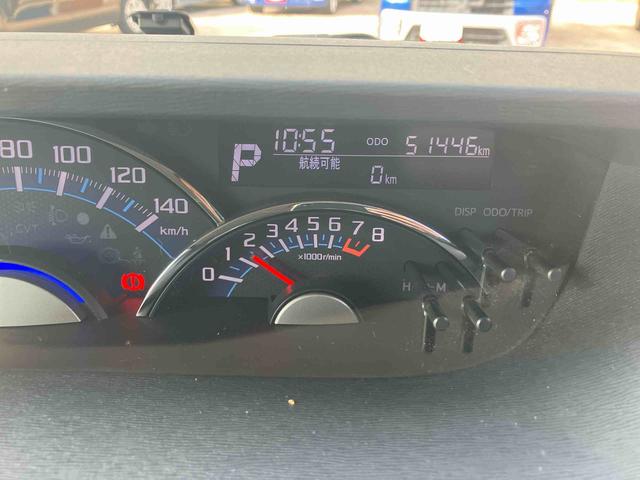 P 10:55 ODO 51446km
航続可能
0km
80 100 120 140
km/h
0 1 2 3 4 5 6 7 8
×1000r/min
DISP ODO/TRIP
H M
CVT